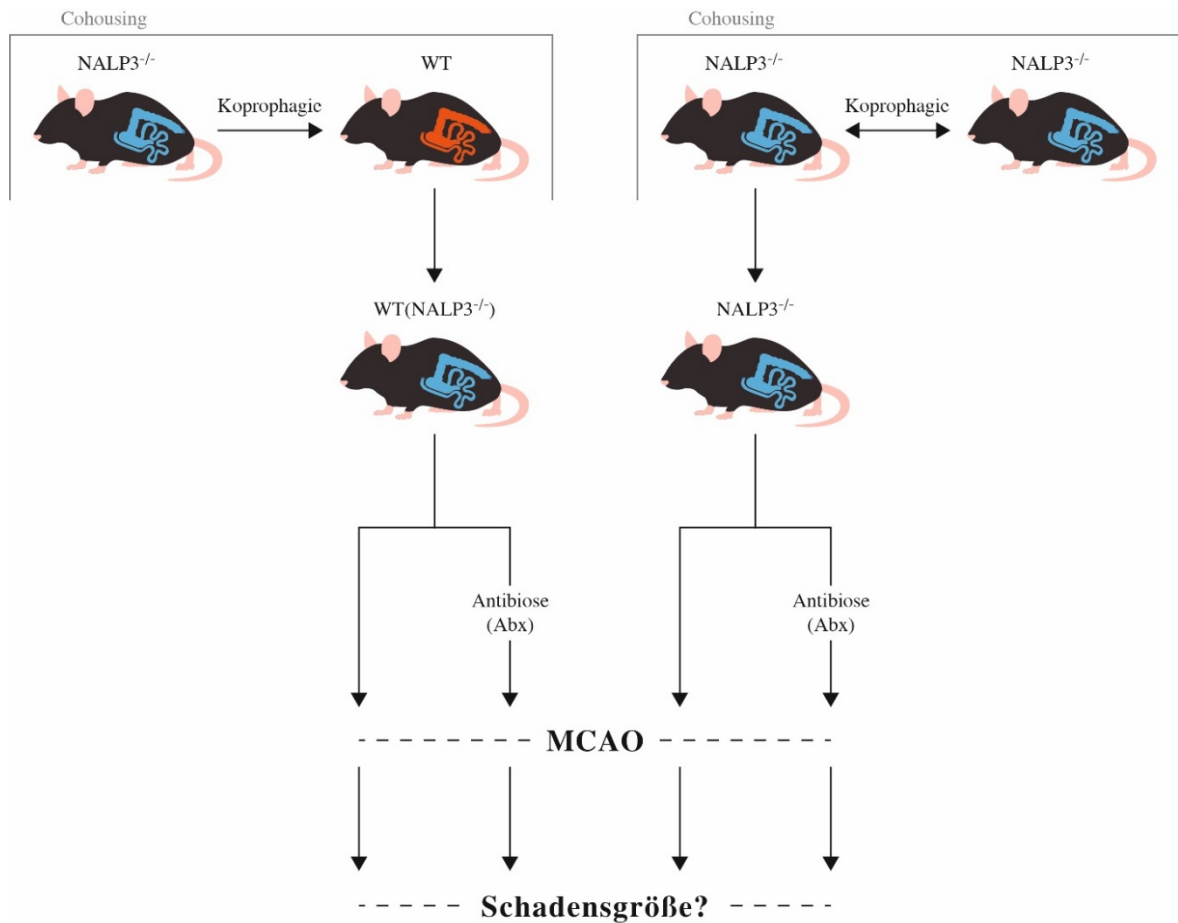 Cohousing
Cohousing
NALP3-/-
WT
NALP3-/-
NALP3-/-
Koprophagie
Koprophagie
WT(NALP3-/-)
NALP3-/-
Antibiose
(Abx)
Antibiose
(Abx)
MCAO
Schadensgröße?